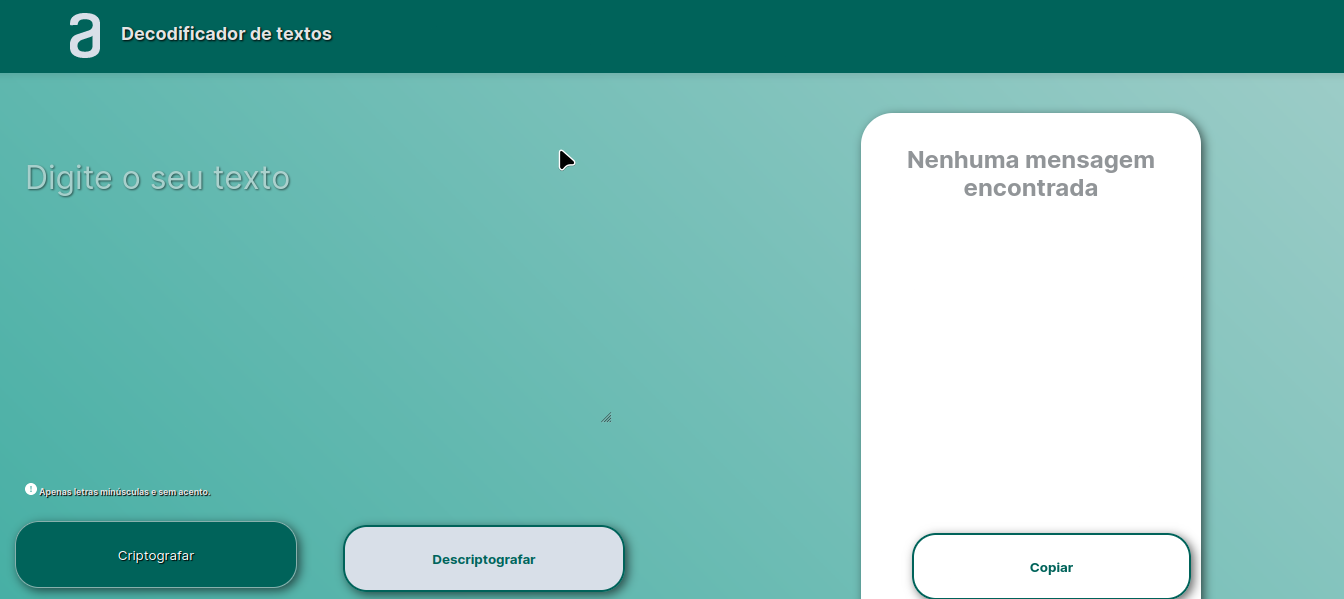 a
Decodificador de textos
Digite o seu texto
Nenhuma mensagem
encontrada
Apenas letras minúsculas e sem acento.
Criptografar
Descriptografar
Copiar